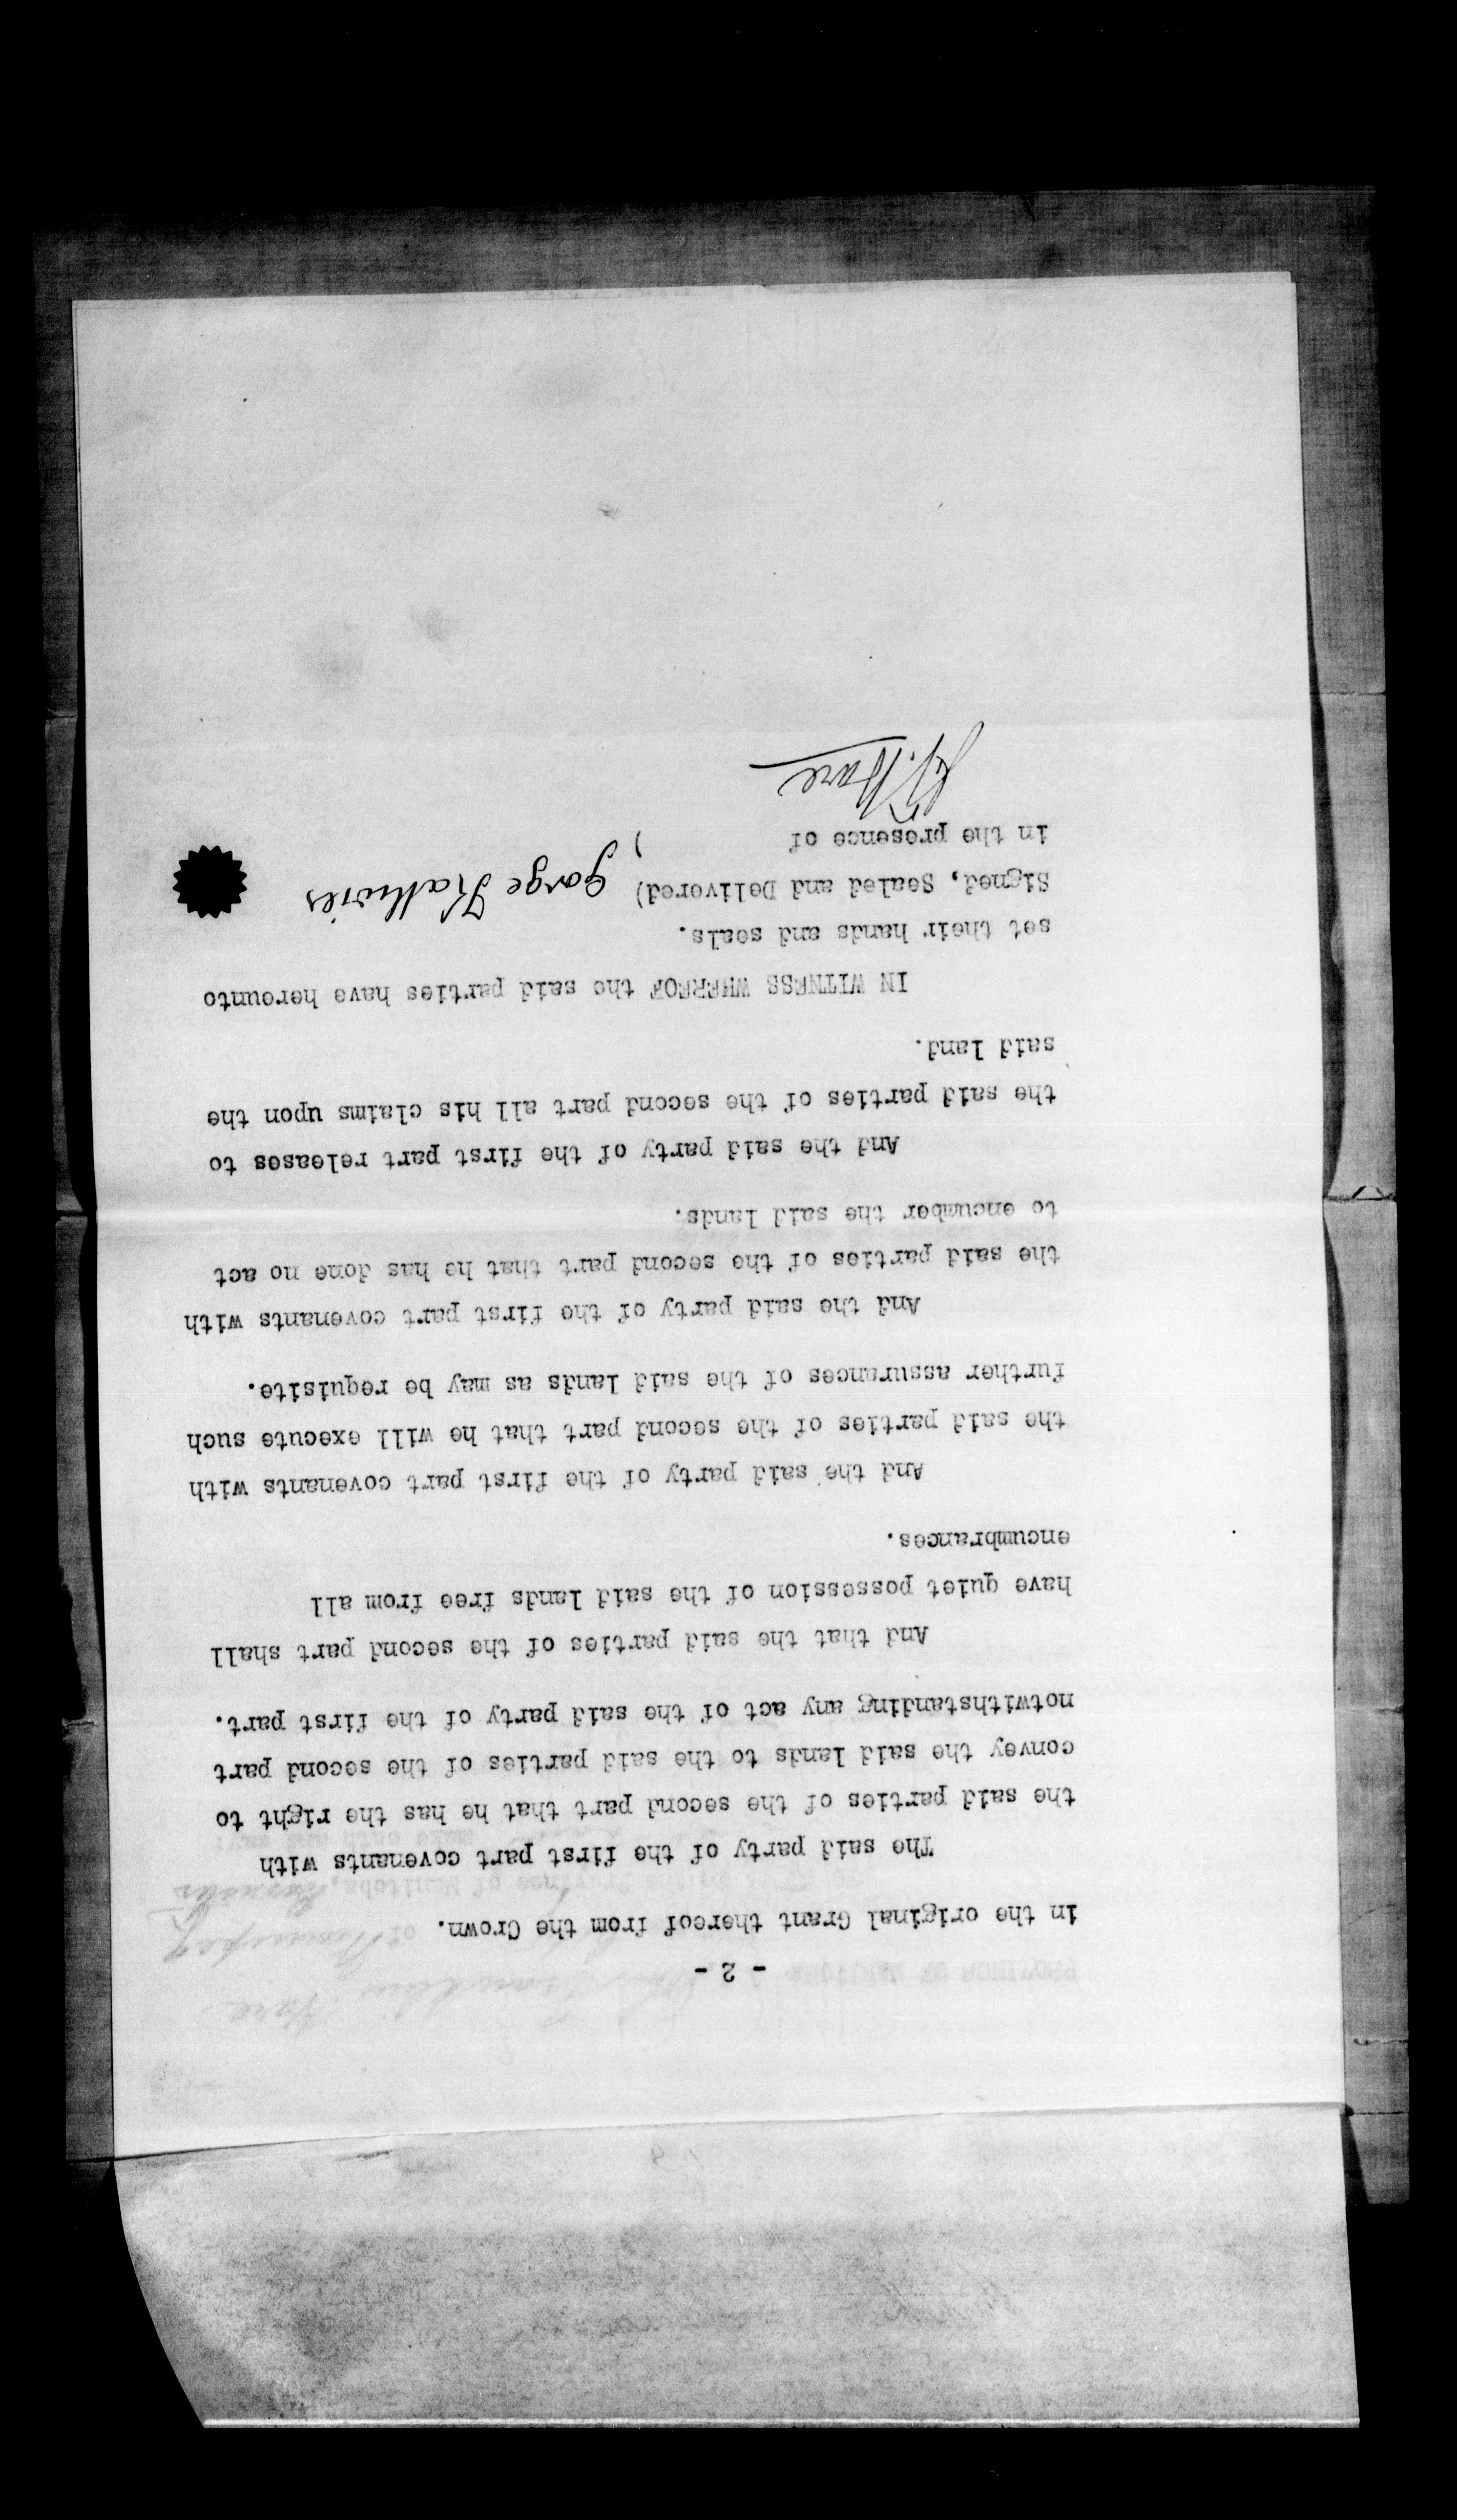 - 2 -
in the original Grant thereof from the Crown.
The said party of the first part covenants with
the said parties of the second part that he has the right to
convey the said lands to the said parties of the second part
notwithstanding any act of the said party of the first part.
And that the said parties of the second part shall
have quiet possession of the said lands free from all
encumbrances.
And the said party of the first part covenants with
the said parties of the second part that he will execute such
further assurances of the said lands as may be requisite.
And the said party of the first part covenants with
the said parties of the second part that he has done no act
to encumber the said lands.
And the said party of the first part releases to
the said parties of the second part all his claims upon the
said land.
IN WITNESS WHEREOF the said parties have hereunto
set their hands and seals.
Signed, Sealed and Delivered) George
in the presence of )
Hare